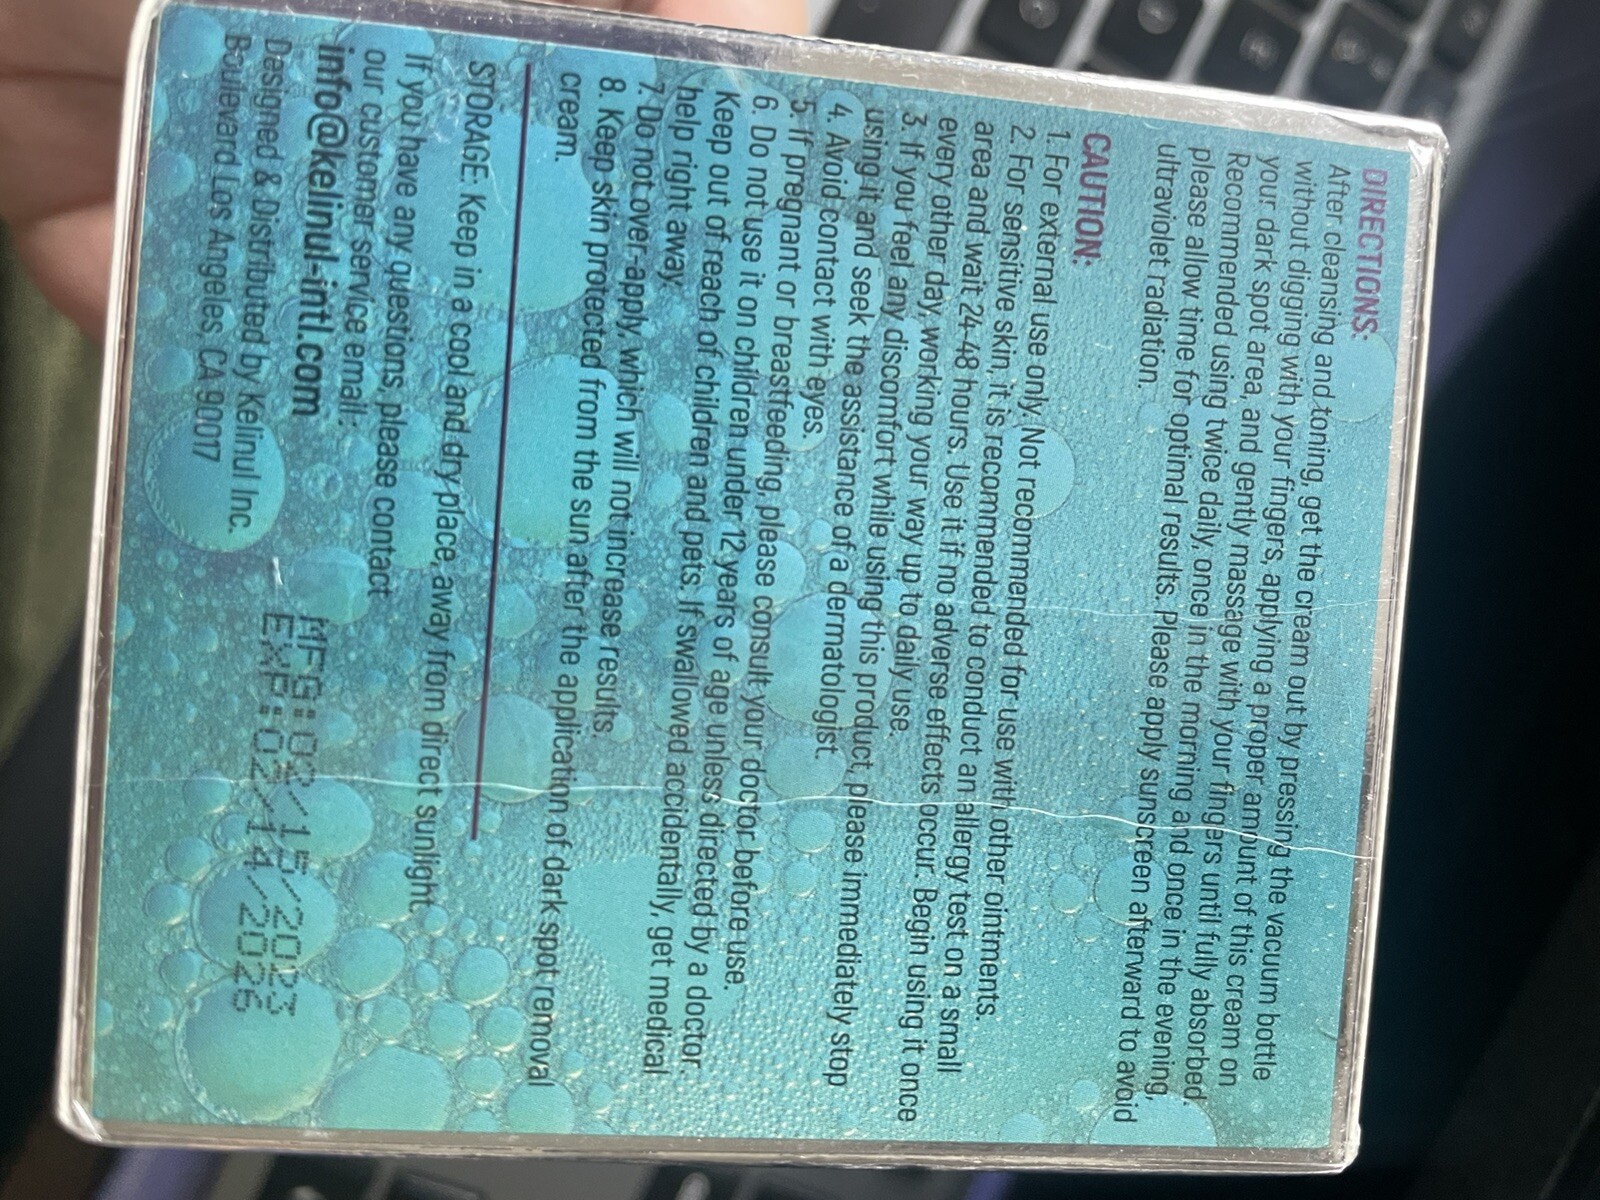 DIRECTIONS:
After cleansing and toning, get the cream out by pressing the vacuum bottle
without digging with your fingers, applying a proper amount of this cream on
your dark spot area, and gently massage with your fingers until fully absorbed.
Recommended using twice daily, once in the morning and once in the evening,
please allow time for optimal results. Please apply sunscreen afterward to avoid
ultraviolet radiation.
CAUTION:
1. For external use only. Not recommended for use with other ointments.
2. For sensitive skin, it is recommended to conduct an allergy test on a small
area and wait 24-48 hours. Use it if no adverse effects occur. Begin using it once
every other day, working your way up to daily use.
3. If you feel any discomfort while using this product, please immediately stop
using it and seek the assistance of a dermatologist.
4. Avoid contact with eyes.
5. If pregnant or breastfeeding, please consult your doctor before use.
6. Do not use it on children under 12 years of age unless directed by a doctor.
Keep out of reach of children and pets. If swallowed accidentally, get medical
help right away.
7. Do not over-apply, which will not increase results.
8. Keep skin protected from the sun after the application of dark spot removal
cream.
STORAGE: Keep in a cool and dry place, away from direct sunlight.
If you have any questions, please contact
our customer service email:
info@kelinul-intl.com
Designed & Distributed by Kelinul Inc.
Boulevard Los Angeles CA 90017
MFG: 02/15/2023
EXP: 02/14/2026